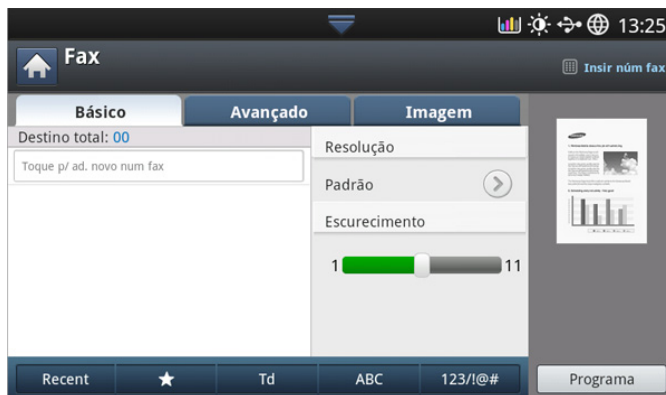 13:25
Fax
Insir núm fax
Básico
Avançado
Imagem
Destino total: 00
Toque p/ ad. novo num fax
Resolução
Padrão
Escurecimento
1
11
Recent
Td
ABC
123/!@#
Programa